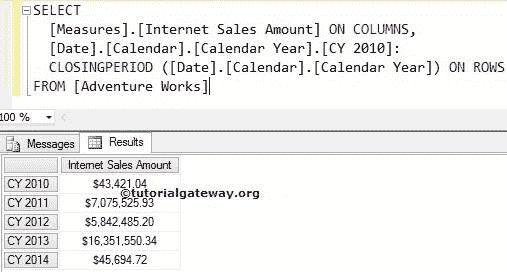 SELECT
[Measures].[Internet Sales Amount] ON COLUMNS,
[Date].[Calendar].[Calendar Year].[CY 2010]:
CLOSINGPERIOD ([Date].[Calendar].[Calendar Year]) ON ROWS
FROM [Adventure Works]
100 %
Messages Results
Internet Sales Amount
CY 2010 $43,421.04
©tutorialgateway.org
CY 2011 $7,075,525.93
CY 2012 $5,842,485.20
CY 2013 $16,351,550.34
CY 2014 $45,694.72